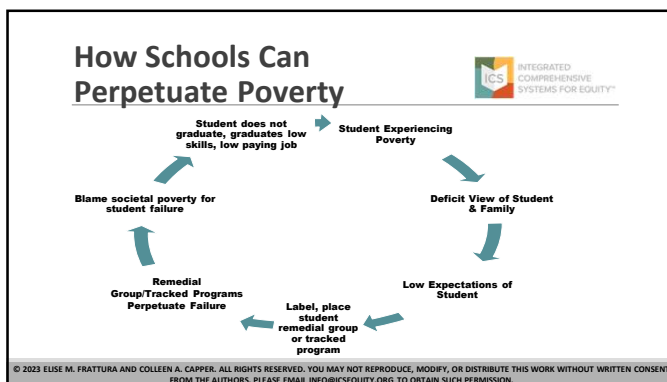 How Schools Can
Perpetuate Poverty
ICS
INTEGRATED
COMPREHENSIVE
SYSTEMS FOR EQUITY™
Student does not
graduate, graduates low
skills, low paying job
Student Experiencing
Poverty
Deficit View of Student
& Family
Low Expectations of
Student
Label, place
student
remedial group
or tracked
program
Remedial
Group/Tracked Programs
Perpetuate Failure
Blame societal poverty for
student failure
© 2023 ELISE M. FRATTURA AND COLLEEN A. CAPPER. ALL RIGHTS RESERVED. YOU MAY NOT REPRODUCE, MODIFY, OR DISTRIBUTE THIS WORK WITHOUT WRITTEN CONSENT
FROM THE AUTHORS. PLEASE EMAIL INFO@ICSEQUITY.ORG TO OBTAIN SUCH PERMISSION.